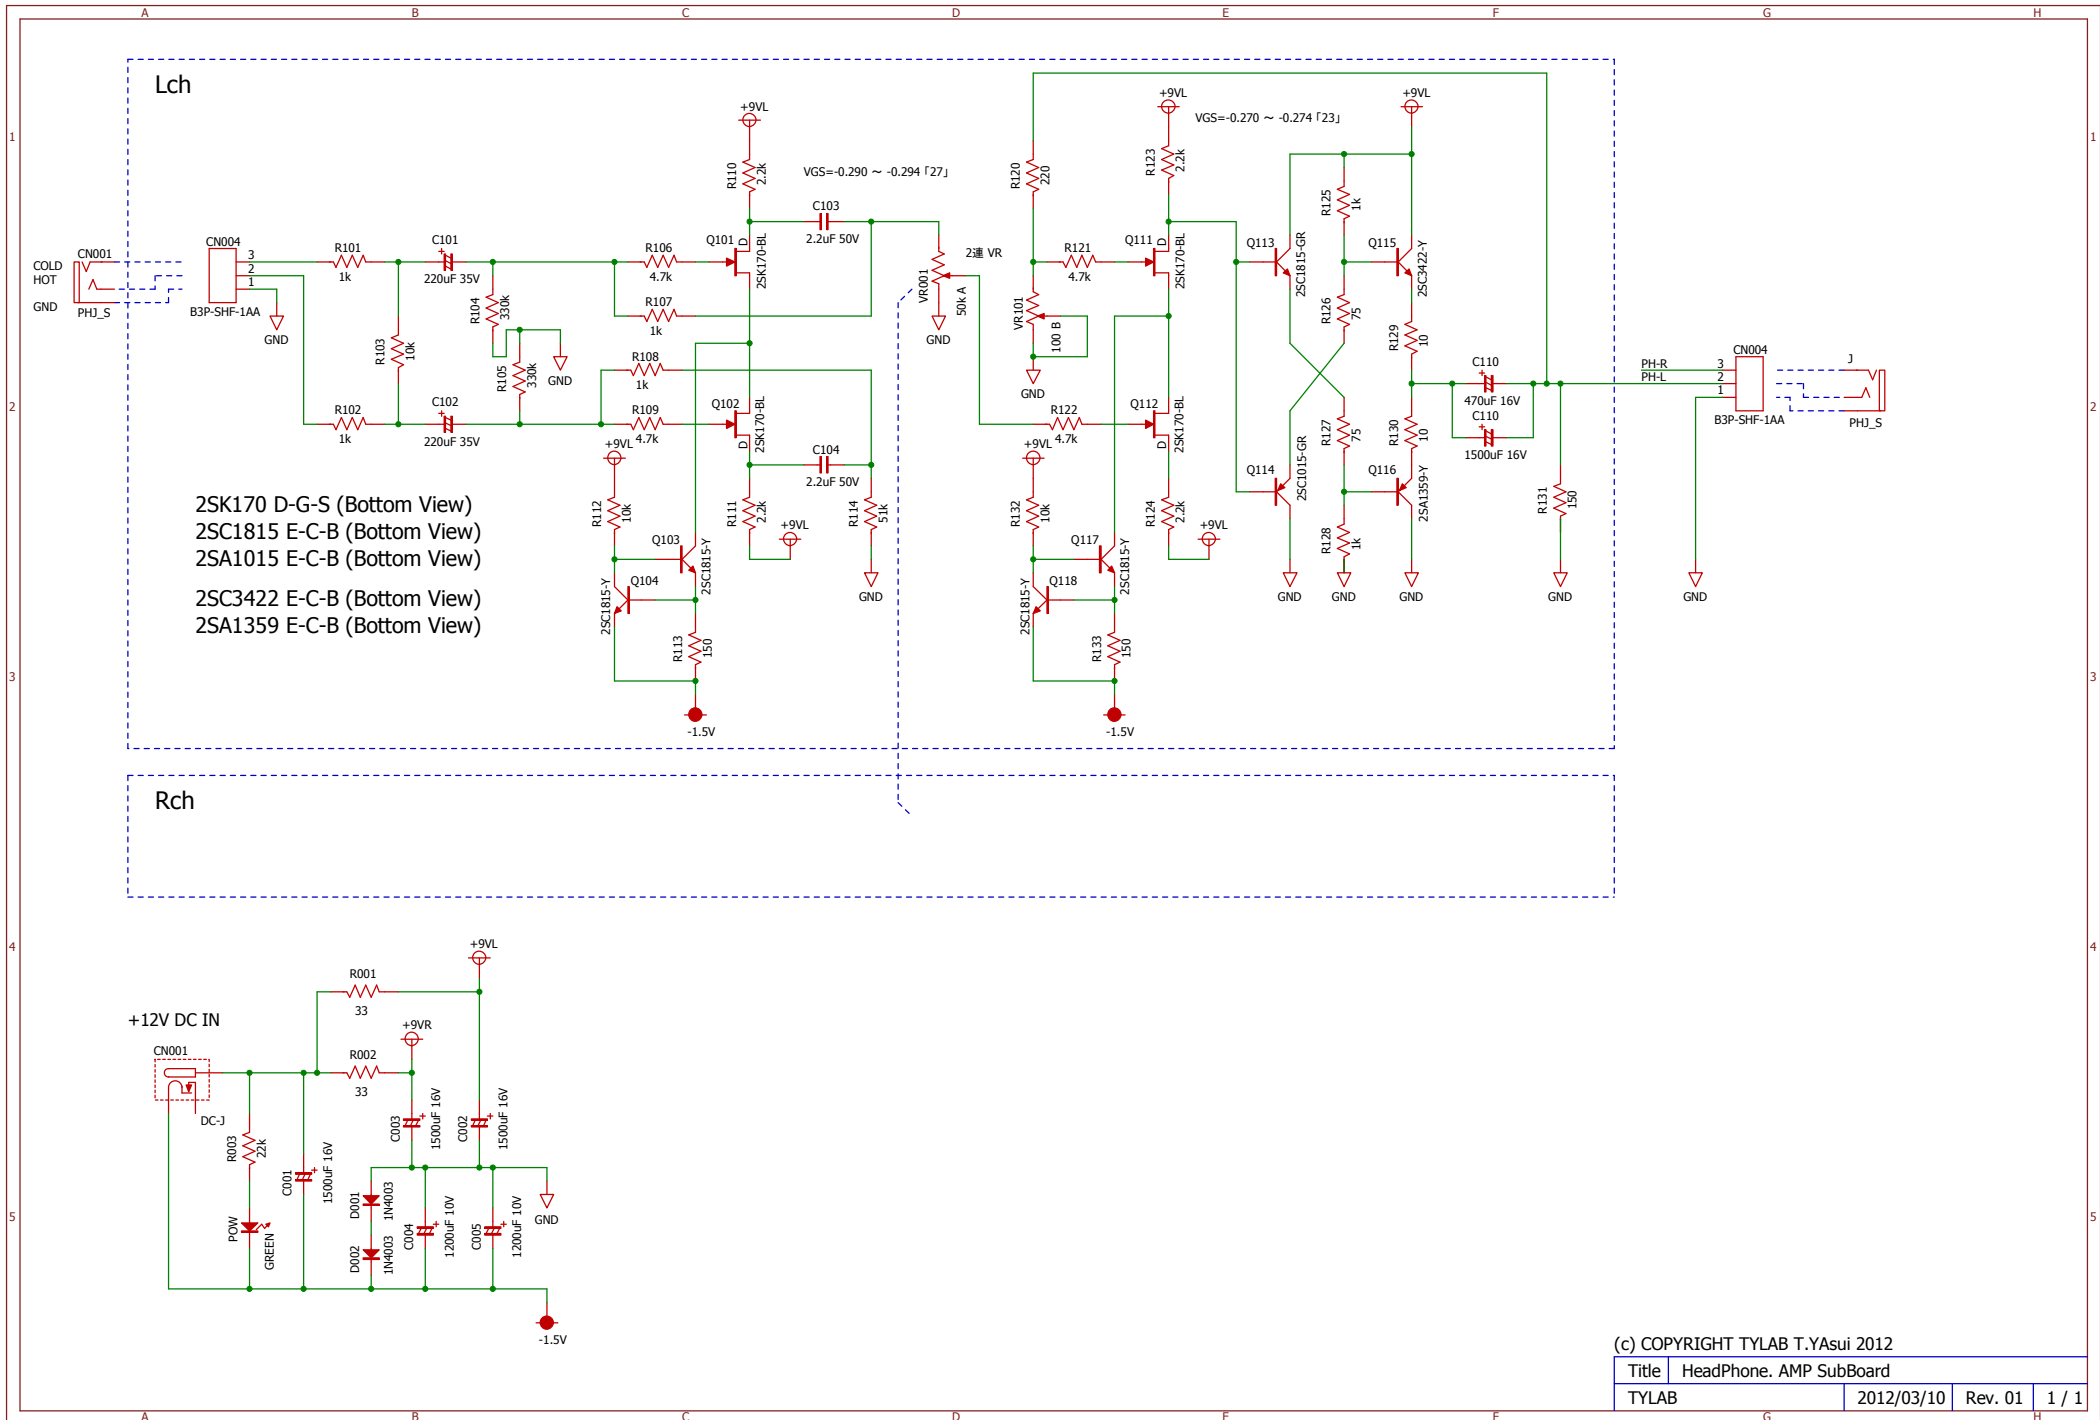 A B C D E F G H
1
2
3
4
5
1
2
3
4
5
A B C D E F G H
Lch
COLD
HOT
GND
CN001
PHJ_S
CN004
3
2
1
B3P-SHF-1AA
GND
R101
1k
R102
1k
R103
10k
C101
+
220uF 35V
C102
+
220uF 35V
R104
330k
R105
330k
GND
R106
4.7k
R107
1k
R108
1k
R109
4.7k
+9VL
R110
2.2k
VGS=-0.290 ～ -0.294「27」
Q101
D
2SK170-BL
C103
2.2uF 50V
Q102
D
2SK170-BL
C104
2.2uF 50V
+9VL
R112
10k
Q103
2SC1815-Y
Q104
2SC1815-Y
R113
150
-1.5V
R111
2.2k
+9VL
R114
51k
GND
2連 VR
VR001
50k A
GND
R120
220
VR101
100 B
GND
R121
4.7k
R122
4.7k
+9VL
R123
2.2k
VGS=-0.270 ～ -0.274「23」
Q111
D
2SK170-BL
Q112
D
2SK170-BL
+9VL
R132
10k
Q117
2SC1815-Y
Q118
2SC1815-Y
R133
150
-1.5V
R124
2.2k
+9VL
Q113
2SC1815-GR
Q114
2SC1015-GR
GND
R125
1k
R126
75
R127
75
R128
1k
GND
+9VL
Q115
2SC3422-Y
R129
10
R130
10
Q116
2SA1359-Y
GND
C110
+
470uF 16V
C110
+
1500uF 16V
R131
150
GND
PH-R
PH-L
CN004
3
2
1
B3P-SHF-1AA
GND
J
PHJ_S
2SK170 D-G-S (Bottom View)
2SC1815 E-C-B (Bottom View)
2SA1015 E-C-B (Bottom View)
2SC3422 E-C-B (Bottom View)
2SA1359 E-C-B (Bottom View)
Rch
+12V DC IN
CN001
DC-J
R001
33
R002
33
+9VL
+9VR
R003
22k
POW
GREEN
C001
+
1500uF 16V
C003
+
1500uF 16V
C002
+
1500uF 16V
D001
1N4003
D002
1N4003
C004
+
1200uF 10V
C005
+
1200uF 10V
GND
-1.5V
(c) COPYRIGHT TYLAB T.YAsui 2012
Title HeadPhone. AMP SubBoard
TYLAB 2012/03/10 Rev. 01 1 / 1